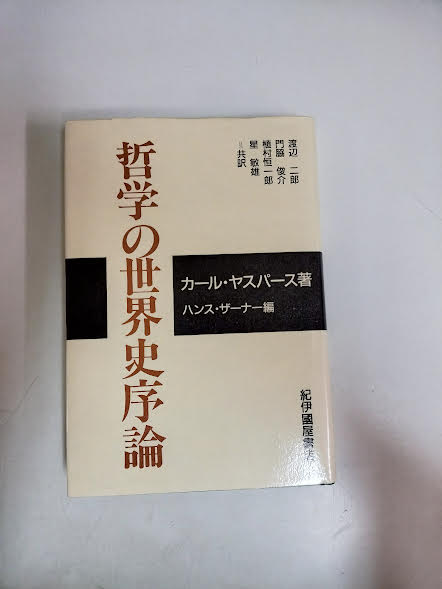 渡辺 二郎
門脇 俊介
植村恒一郎
星 敏雄
=共訳
哲学の世界史序論
カール・ヤスパース著
ハンス・ザーナー編
紀伊國屋書店